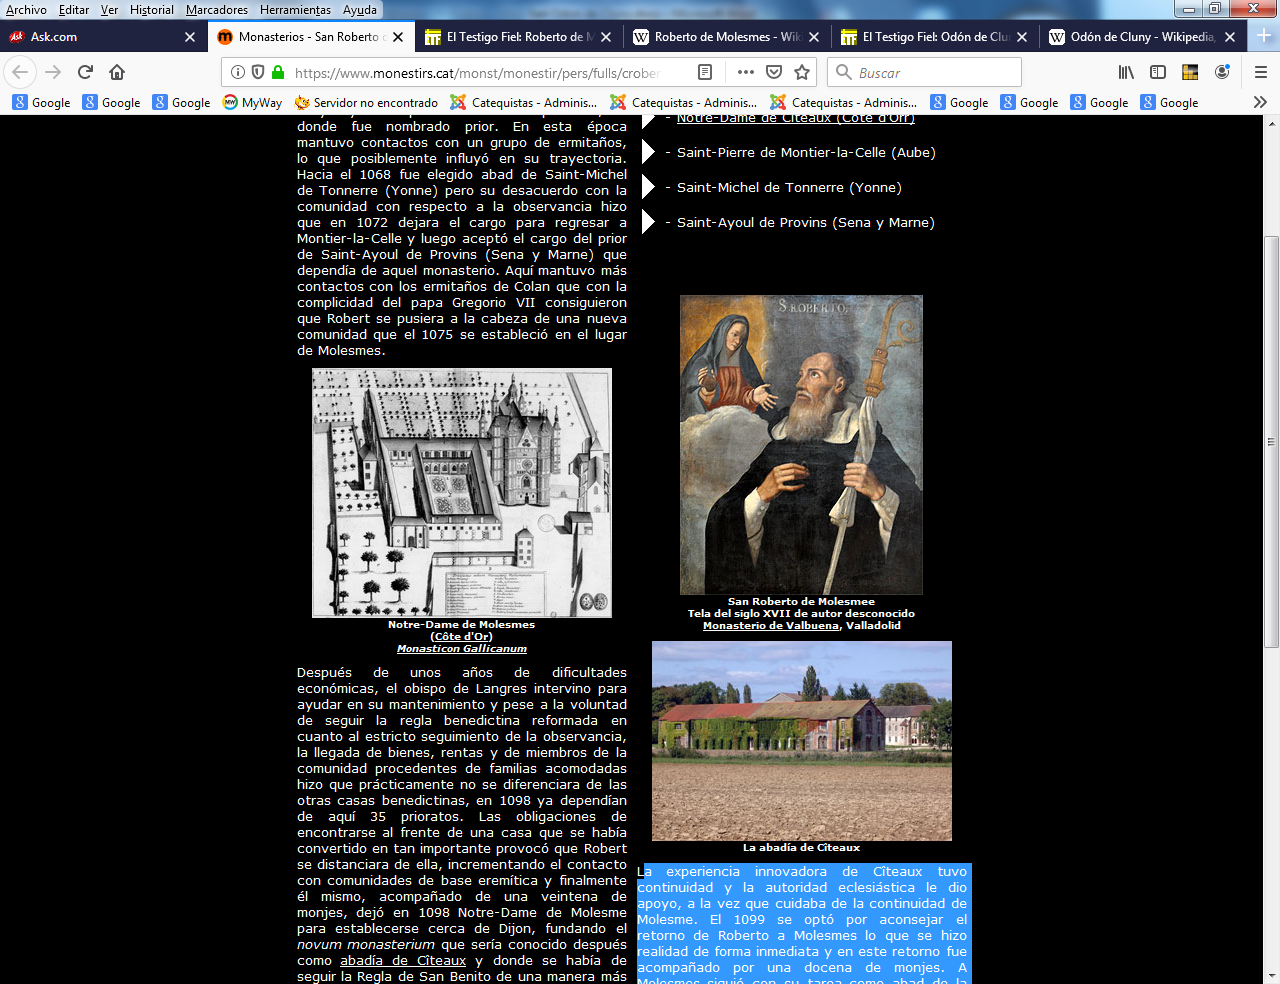 Archivo Editar Ver Historial Marcadores Herramientas Ayuda
Ask.com
Monasterios - San Roberto d
El Testigo Fiel: Roberto de M
Roberto de Molesmes - Wiki
El Testigo Fiel: Odón de Clu
Odón de Cluny - Wikipedia,
https://www.monestirs.cat/monst/monestir/pers/fulls/crober
Buscar
Google Google Google MyWay Servidor no encontrado Catequistas - Adminis... Catequistas - Adminis... Catequistas - Adminis... Google Google Google Google
donde fue nombrado prior. En esta época
mantuvo contactos con un grupo de ermitaños,
lo que posiblemente influyó en su trayectoria.
Hacia el 1068 fue elegido abad de Saint-Michel
de Tonnerre (Yonne) pero su desacuerdo con la
comunidad con respecto a la observancia hizo
que en 1072 dejara el cargo para regresar a
Montier-la-Celle y luego aceptó el cargo del prior
de Saint-Ayoul de Provins (Sena y Marne) que
dependía de aquel monasterio. Aquí mantuvo más
contactos con los ermitaños de Colan que con la
complicidad del papa Gregorio VII consiguieron
que Robert se pusiera a la cabeza de una nueva
comunidad que el 1075 se estableció en el lugar
de Molesmes.
Notre-Dame de Molesmes
(Côte d'Or)
Monasticon Gallicanum
Después de unos años de dificultades
económicas, el obispo de Langres intervino para
ayudar en su mantenimiento y pese a la voluntad
de seguir la regla benedictina reformada en
cuanto al estricto seguimiento de la observancia,
la llegada de bienes, rentas y de miembros de la
comunidad procedentes de familias acomodadas
hizo que prácticamente no se diferenciara de las
otras casas benedictinas, en 1098 ya dependían
de aquí 35 prioratos. Las obligaciones de
encontrarse al frente de una casa que se había
convertido en tan importante provocó que Robert
se distanciara de ella, incrementando el contacto
con comunidades de base eremítica y finalmente
él mismo, acompañado de una veintena de
monjes, dejó en 1098 Notre-Dame de Molesme
para establecerse cerca de Dijon, fundando el
novum monasterium que sería conocido después
como abadía de Cîteaux y donde se había de
seguir la Regla de San Benito de una manera más
- Notre-Dame de Cîteaux (Côte d'Orr)
- Saint-Pierre de Montier-la-Celle (Aube)
- Saint-Michel de Tonnerre (Yonne)
- Saint-Ayoul de Provins (Sena y Marne)
S. ROBERTO.
San Roberto de Molesmee
Tela del siglo XVII de autor desconocido
Monasterio de Valbuena, Valladolid
La abadía de Cîteaux
La experiencia innovadora de Cîteaux tuvo
continuidad y la autoridad eclesiástica le dio
apoyo, a la vez que cuidaba de la continuidad de
Molesme. El 1099 se optó por aconsejar el
retorno de Roberto a Molesmes lo que se hizo
realidad de forma inmediata y en este retorno fue
acompañado por una docena de monjes. A
Molesmes siguió con su tarea como abad de la